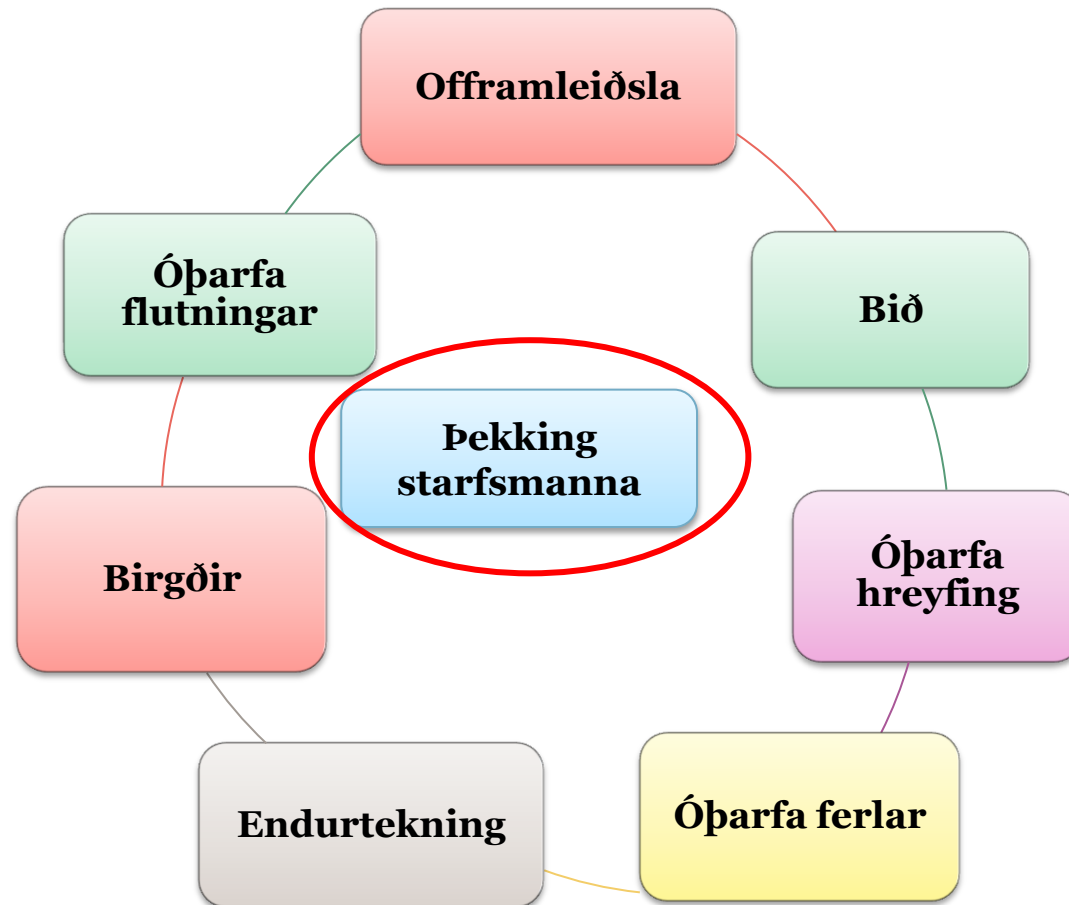 Offramleiðsla
Bið
Óþarfa
hreyfing
Óþarfa ferlar
Endurtekning
Birgðir
Óþarfa
flutningar
Þekking
starfsmanna